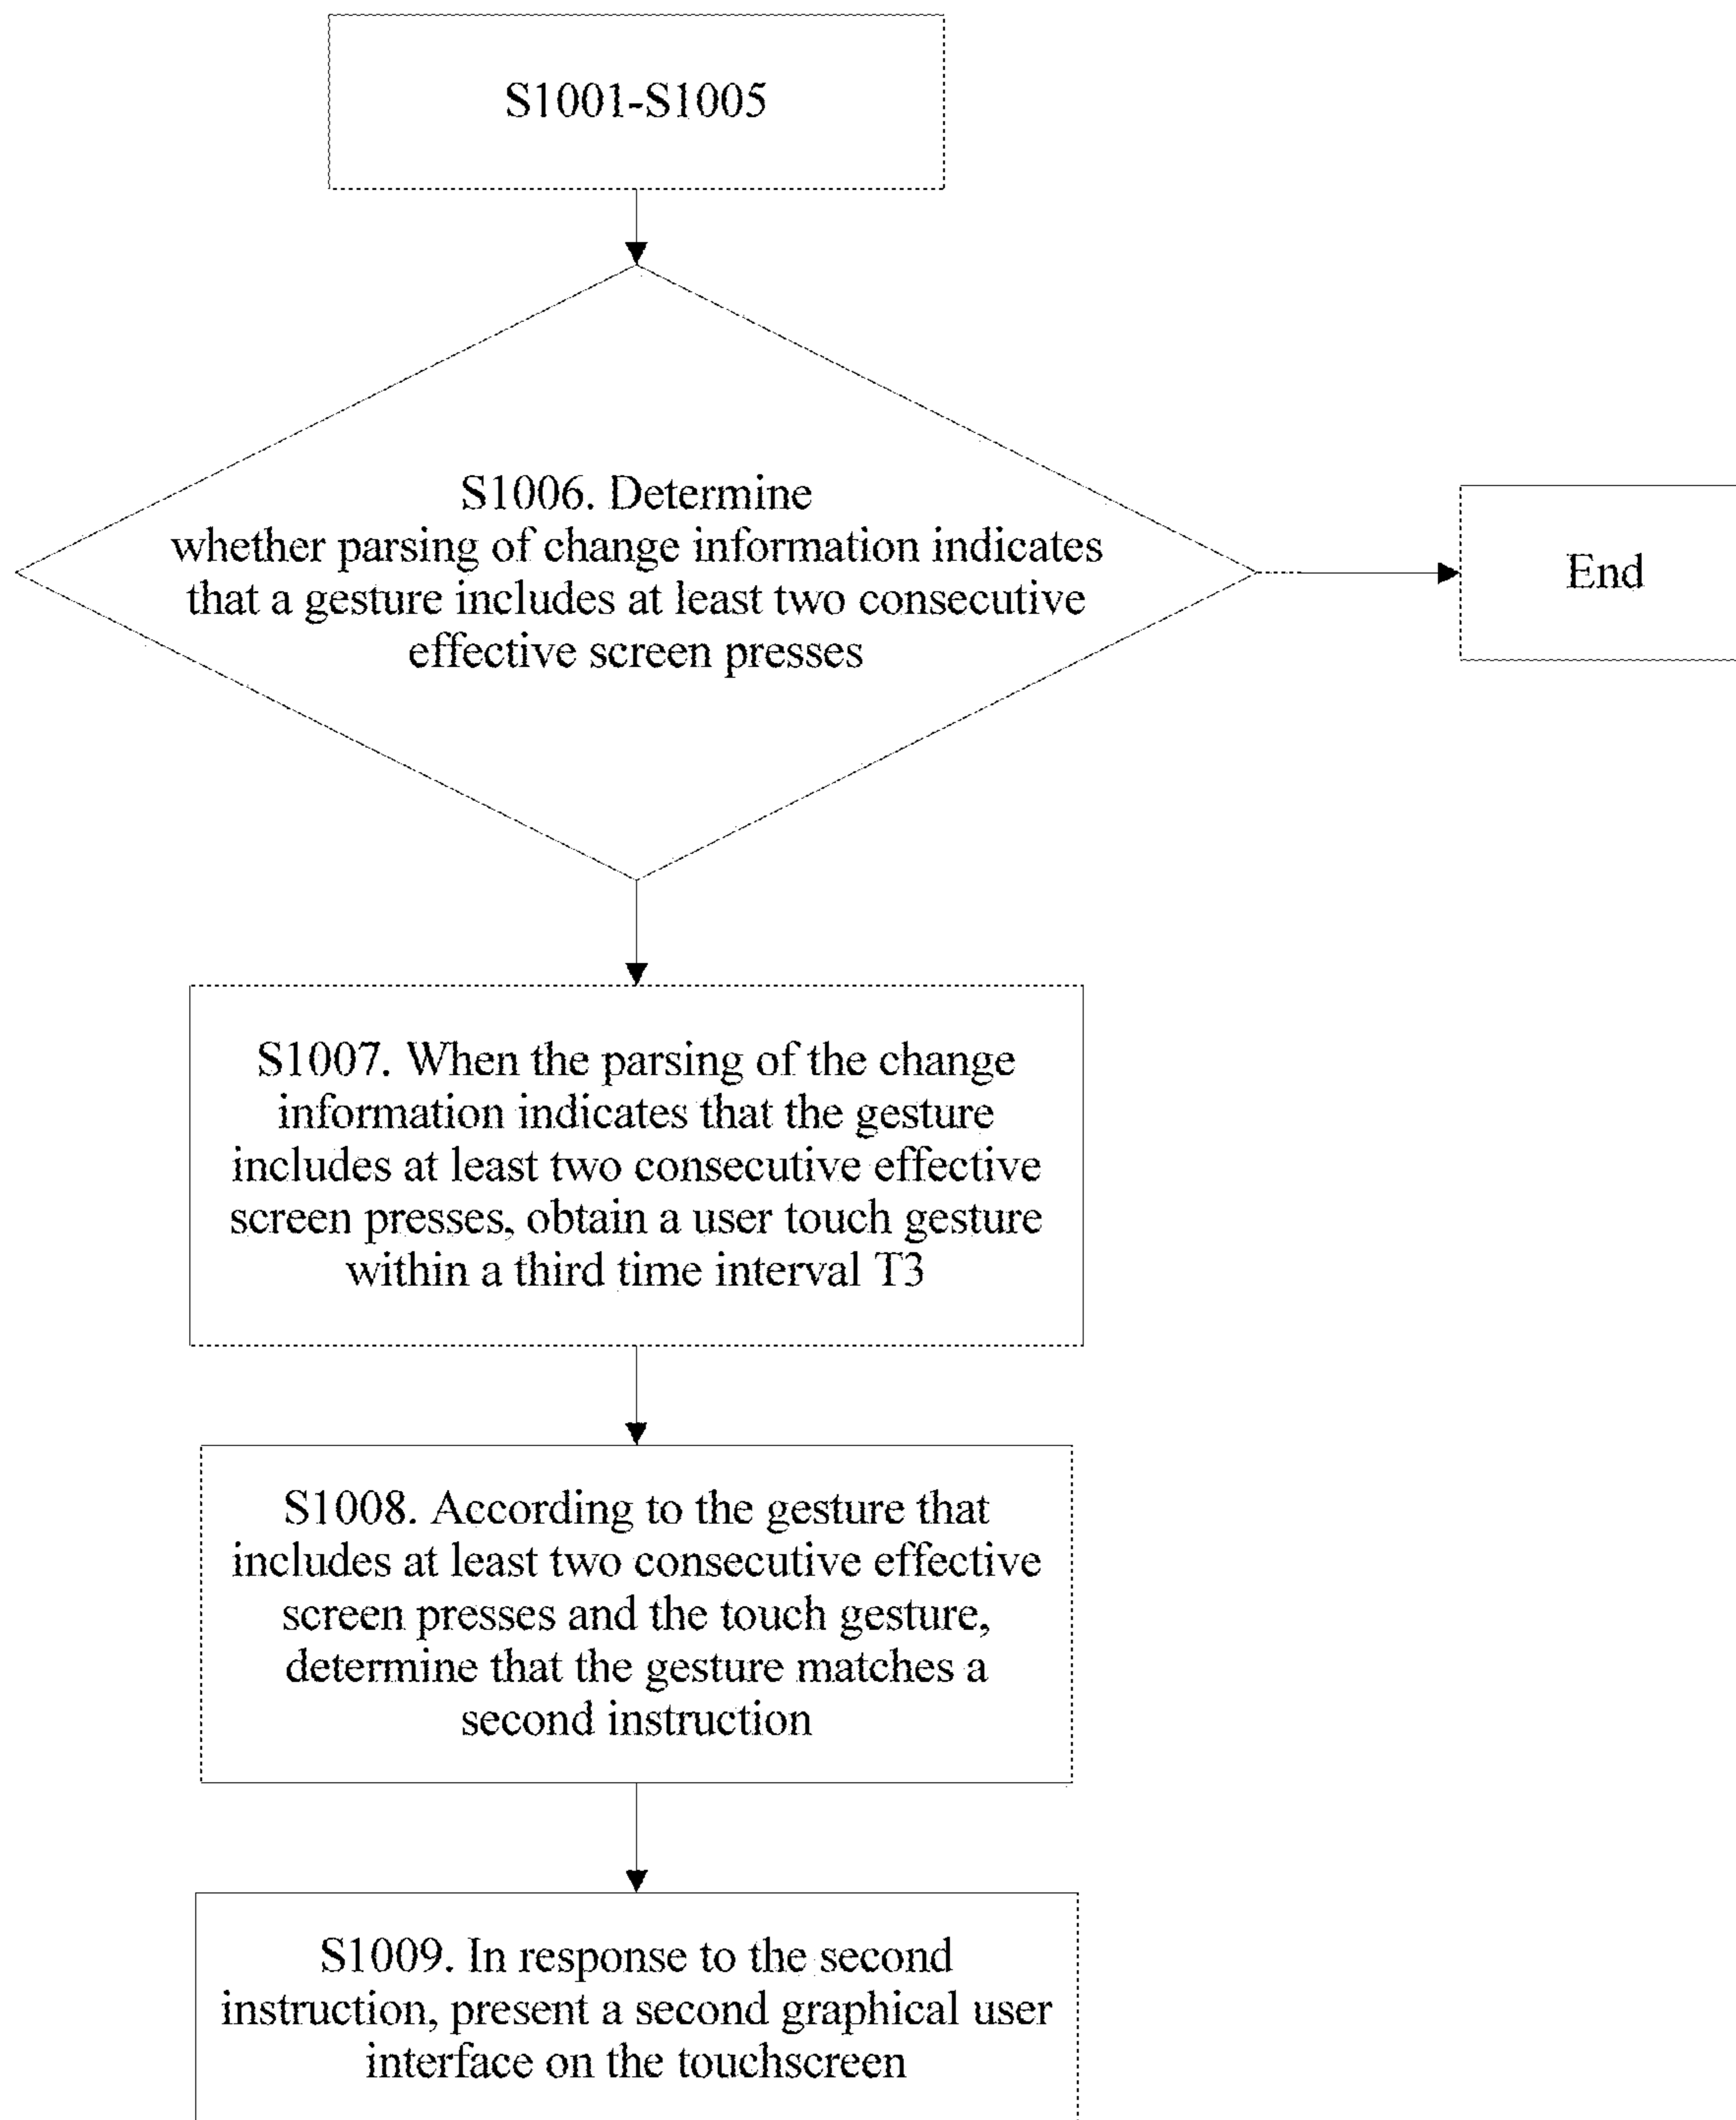 S1001-S1005
S1006. Determine
whether parsing of change information indicates
that a gesture includes at least two consecutive
effective screen presses
End
S1007. When the parsing of the change
information indicates that the gesture
includes at least two consecutive effective
screen presses, obtain a user touch gesture
within a third time interval T3
S1008. According to the gesture that
includes at least two consecutive effective
screen presses and the touch gesture,
determine that the gesture matches a
second instruction
S1009. In response to the second
instruction, present a second graphical user
interface on the touchscreen